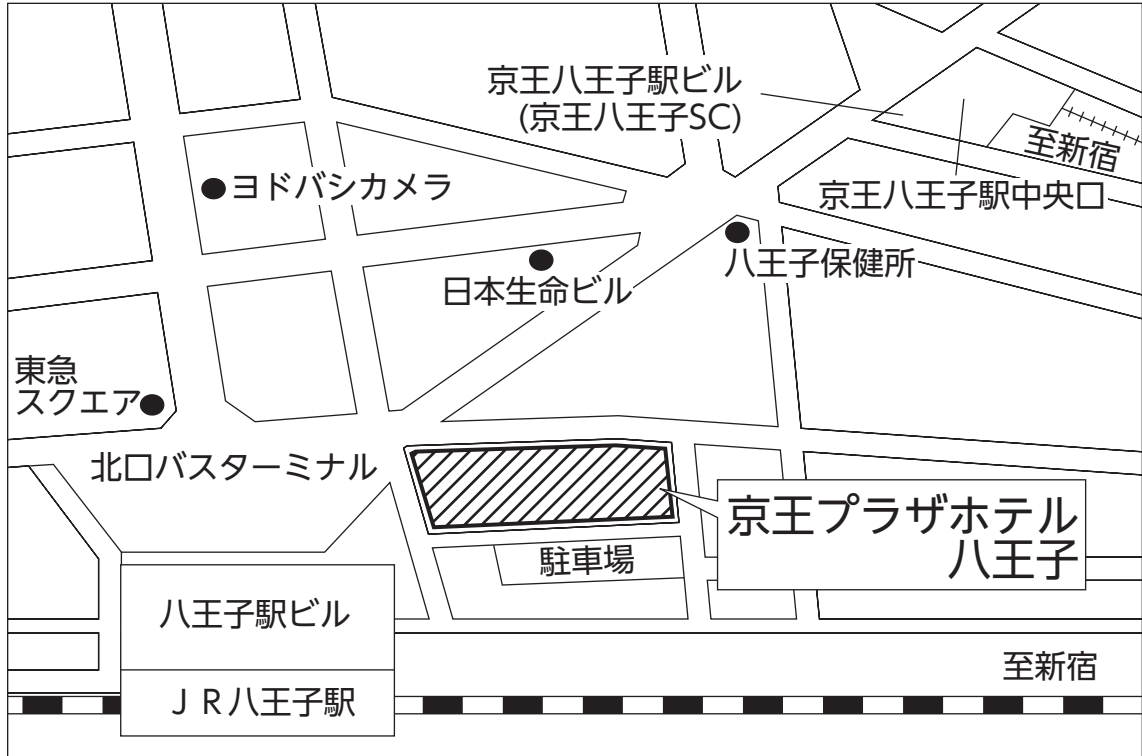 京王八王子駅ビル
(京王八王子SC)
至新宿
京王八王子駅中央口
ヨドバシカメラ
八王子保健所
日本生命ビル
東急
スクエア
北口バスターミナル
京王プラザホテル
八王子
駐車場
八王子駅ビル
至新宿
ＪＲ八王子駅